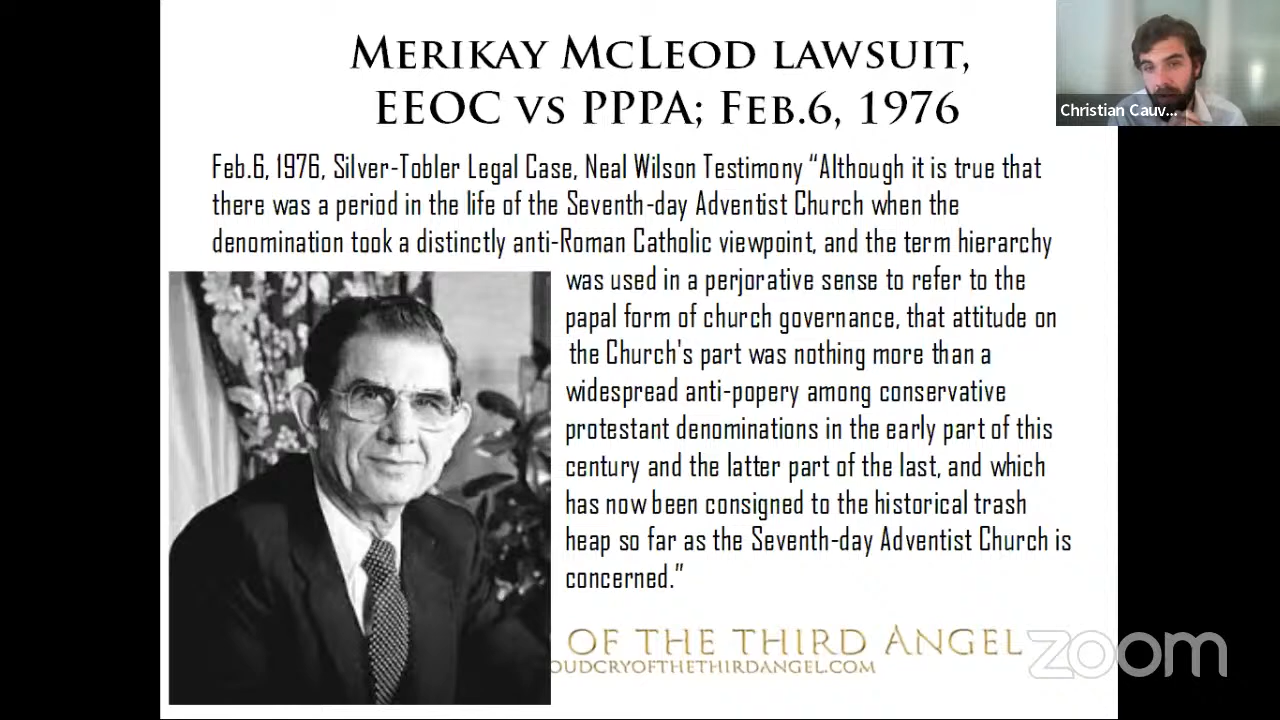 MERIKAY MCLEOD LAWSUIT,
EEOC VS PPPA; FEB.6, 1976
Christian Cauv...
Feb.6, 1976, Silver-Tobler Legal Case, Neal Wilson Testimony “Although it is true that
there was a period in the life of the Seventh-day Adventist Church when the
denomination took a distinctly anti-Roman Catholic viewpoint, and the term hierarchy
was used in a perjorative sense to refer to the
papal form of church governance, that attitude on
the Church's part was nothing more than a
widespread anti-popery among conservative
protestant denominations in the early part of this
century and the latter part of the last, and which
has now been consigned to the historical trash
heap so far as the Seventh-day Adventist Church is
concerned.”
OF THE THIRD ANGEL
OUDCRYOFTHETHIRDANGEL.COM
zoom